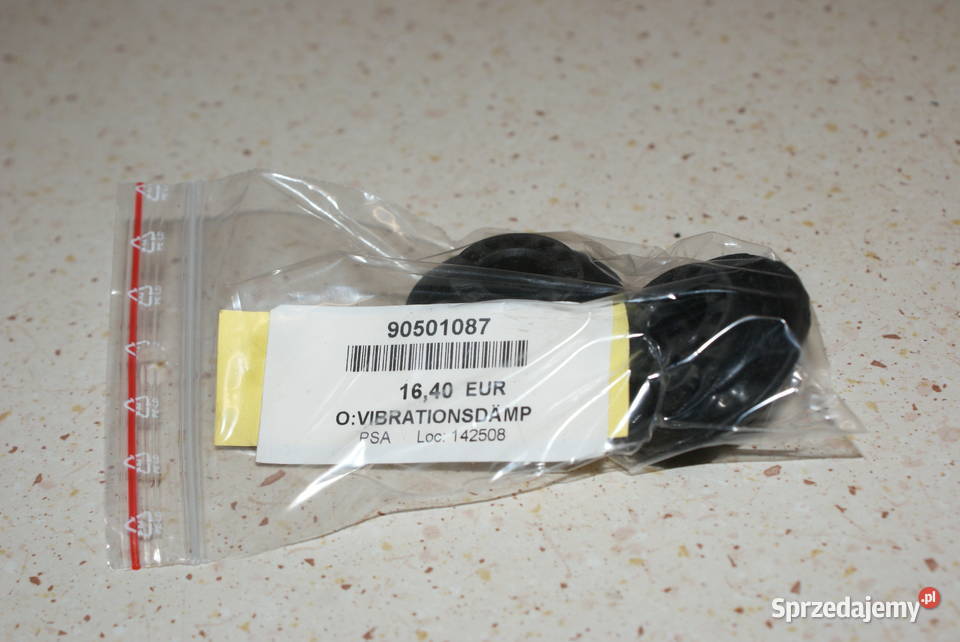 90501087
16,40 EUR
O:VIBRATIONSDÄMP
PSA Loc: 142508
Sprzedajemy.pl